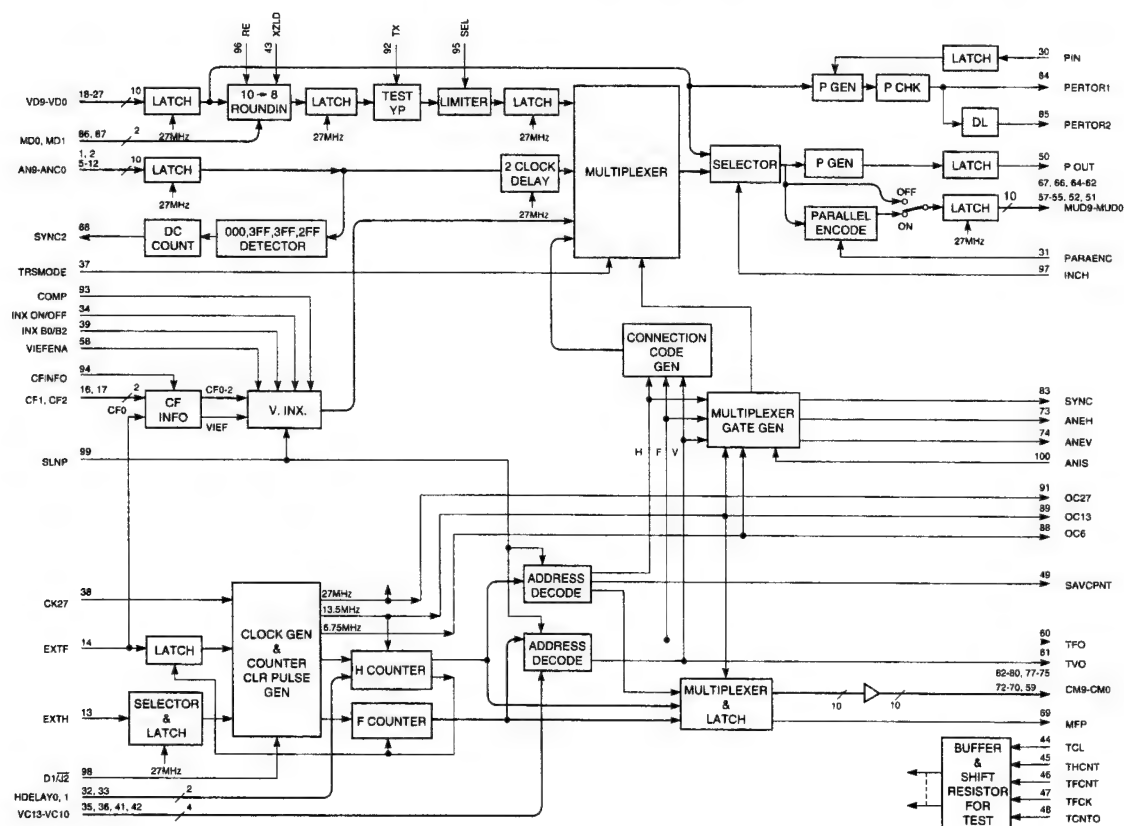 96 RE
43 XZLD
92 TX
95 SEL
VD9-VD0 18-27 10
LATCH
27MHz
10→8
ROUNDIN
LATCH
27MHz
TEST
YP
LIMITER
LATCH
27MHz
MD0, MD1 86, 87 2
AN9-ANC0 1, 2
5-12 10
LATCH
27MHz
2 CLOCK
DELAY
27MHz
MULTIPLEXER
SYNC2 68
DC
COUNT
000,3FF,3FF,2FF
DETECTOR
TRSMODE 37
COMP 93
INX ON/OFF 34
INX B0/B2 39
VIEFENA 58
CFINFO 94
CF1, CF2 16, 17 2
CF0
CF
INFO
CF0-2
VIEF
V. INX.
SLNP 99
LATCH
30 PIN
P GEN
P CHK
84 PERTOR1
DL
85 PERTOR2
SELECTOR
P GEN
LATCH
50 P OUT
OFF
ON
PARALLEL
ENCODE
LATCH
27MHz
10
67, 66, 64-62
57-55, 52, 51
MUD9-MUD0
31 PARAENC
97 INCH
CONNECTION
CODE
GEN
MULTIPLEXER
GATE GEN
H F V
83 SYNC
73 ANEH
74 ANEV
100 ANIS
91 OC27
89 OC13
88 OC6
ADDRESS
DECODE
49 SAVCPNT
ADDRESS
DECODE
60 TFO
61 TVO
CK27 38
EXTF 14
LATCH
EXTH 13
SELECTOR
&
LATCH
27MHz
CLOCK GEN
&
COUNTER
CLR PULSE
GEN
27MHz
13.5MHz
6.75MHz
H COUNTER
F COUNTER
MULTIPLEXER
&
LATCH
10
10
82-80, 77-75
72-70, 59
CM9-CM0
69 MFP
D1/J2 98
HDELAY0, 1 32, 33 2
VC13-VC10 35, 36, 41, 42 4
BUFFER
&
SHIFT
RESISTOR
FOR
TEST
44 TCL
45 THCNT
46 TFCNT
47 TFCK
48 TCNTO